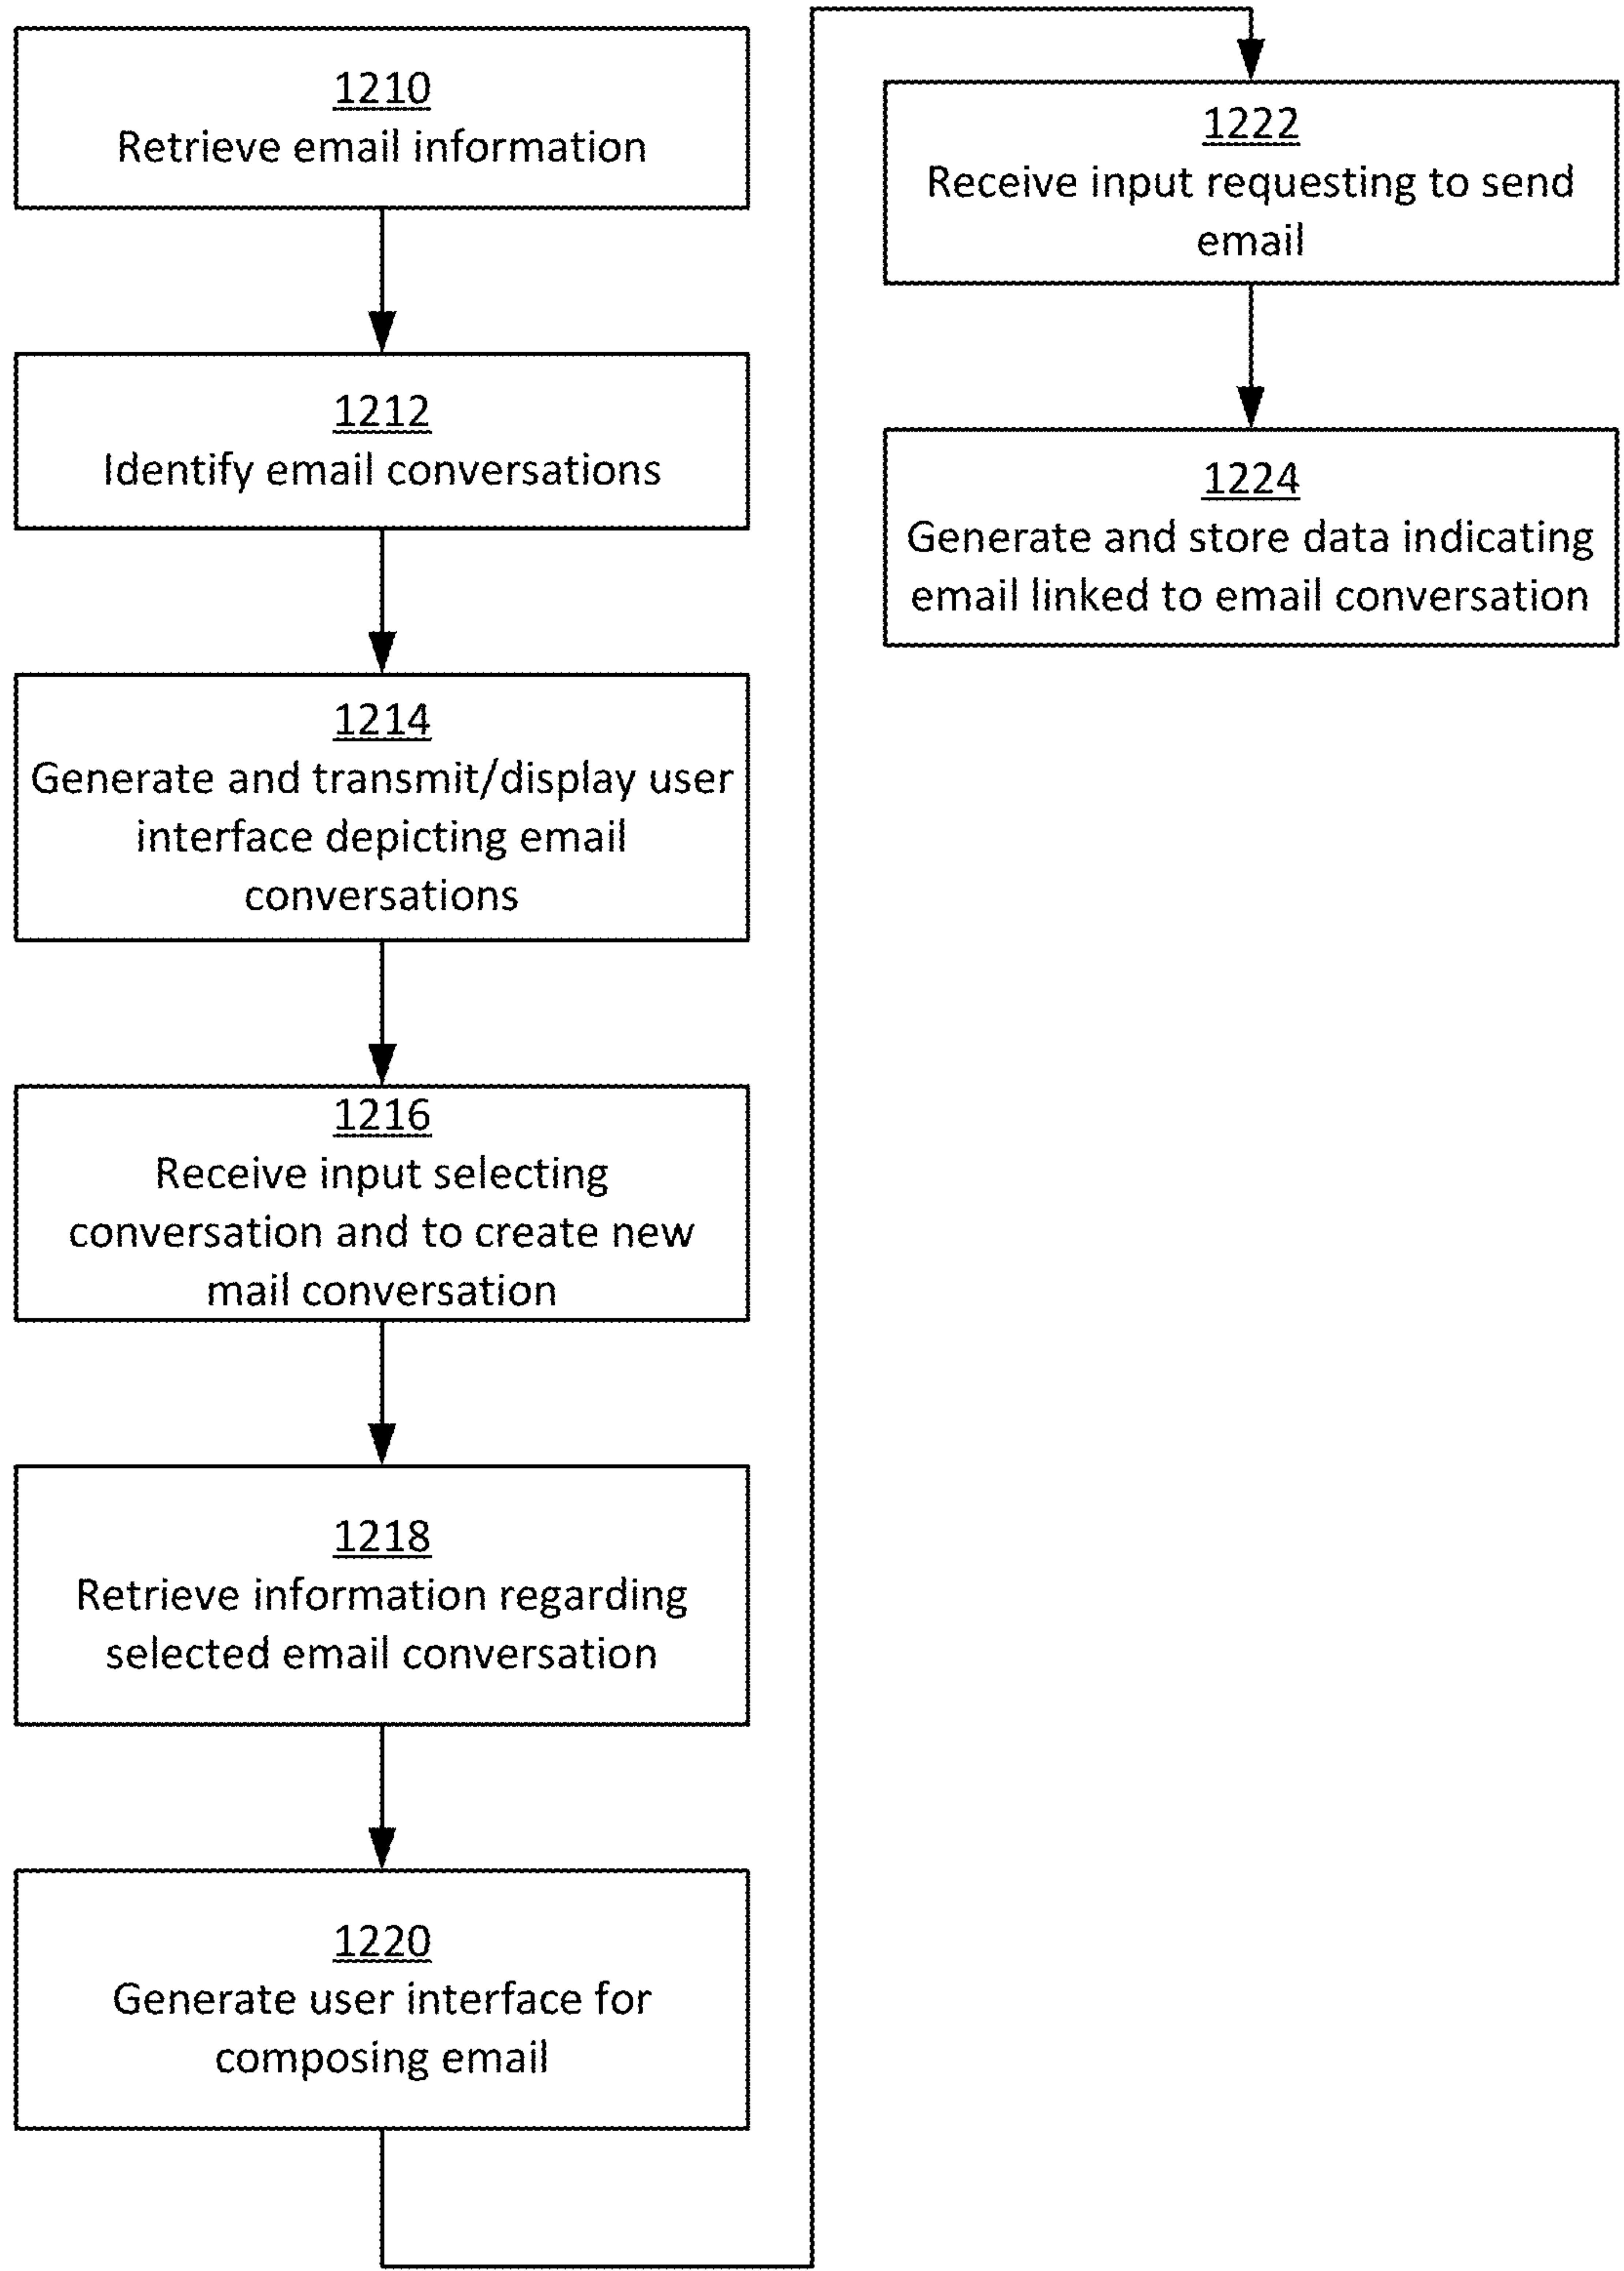 1210
Retrieve email information
1212
Identify email conversations
1214
Generate and transmit/display user
interface depicting email
conversations
1216
Receive input selecting
conversation and to create new
mail conversation
1218
Retrieve information regarding
selected email conversation
1220
Generate user interface for
composing email
1222
Receive input requesting to send
email
1224
Generate and store data indicating
email linked to email conversation